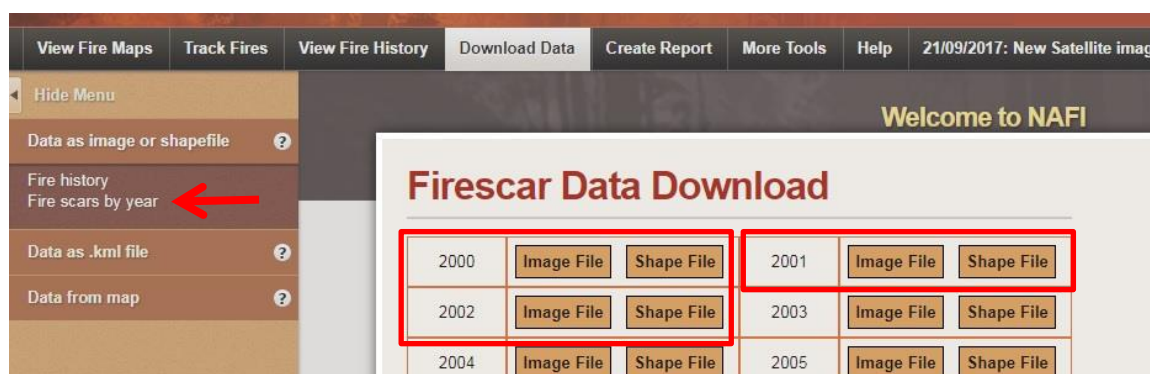 View Fire Maps Track Fires View Fire History Download Data Create Report More Tools Help 21/09/2017: New Satellite imag
Hide Menu
Data as image or shapefile ?
Fire history
Fire scars by year
Data as .kml file ?
Data from map ?
Welcome to NAFI
Firescar Data Download
2000 Image File Shape File 2001 Image File Shape File
2002 Image File Shape File 2003 Image File Shape File
2004 Image File Shape File 2005 Image File Shape File